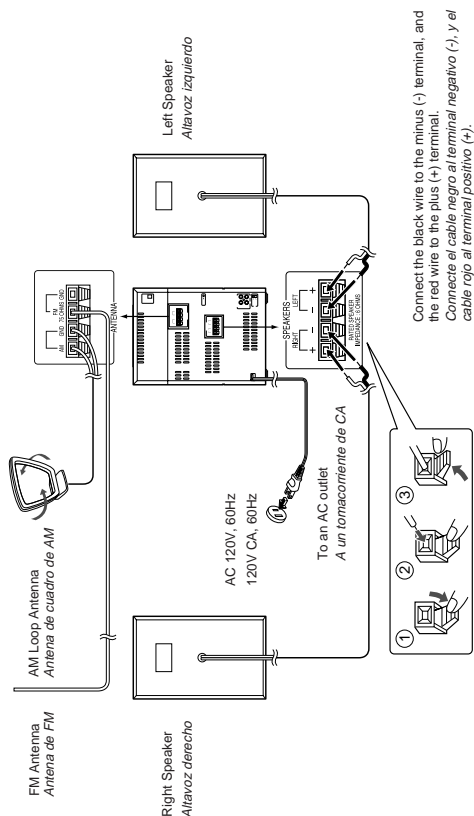 FM Antenna
Antena de FM
AM Loop Antenna
Antena de cuadro de AM
AM GND 75 OHMS GND
FM
ANTENNA
Right Speaker
Altavoz derecho
Left Speaker
Altavoz izquierdo
AC 120V, 60Hz
120V CA, 60Hz
To an AC outlet
A un tomacorriente de CA
SPEAKERS
RIGHT LEFT
+ - - +
RATED SPEAKER
IMPEDANCE: 6 OHMS
1 2 3
Connect the black wire to the minus (-) terminal, and
the red wire to the plus (+) terminal.
Connecte el cable negro al terminal negativo (-), y el
cable rojo al terminal positivo (+).